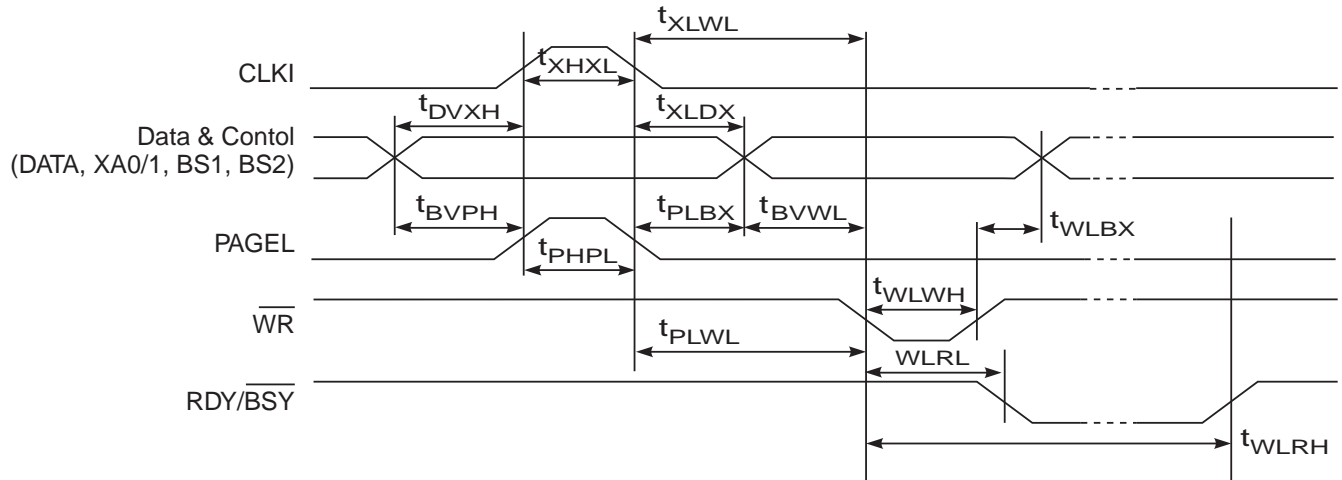 tXLWL
CLKI
tXHXL
tDVXH
tXLDX
Data & Contol
(DATA, XA0/1, BS1, BS2)
tBVPH
tPLBX
tBVWL
tWLBX
PAGEL
tPHPL
tWLWH
WR
tPLWL
WLRL
RDY/BSY
tWLRH